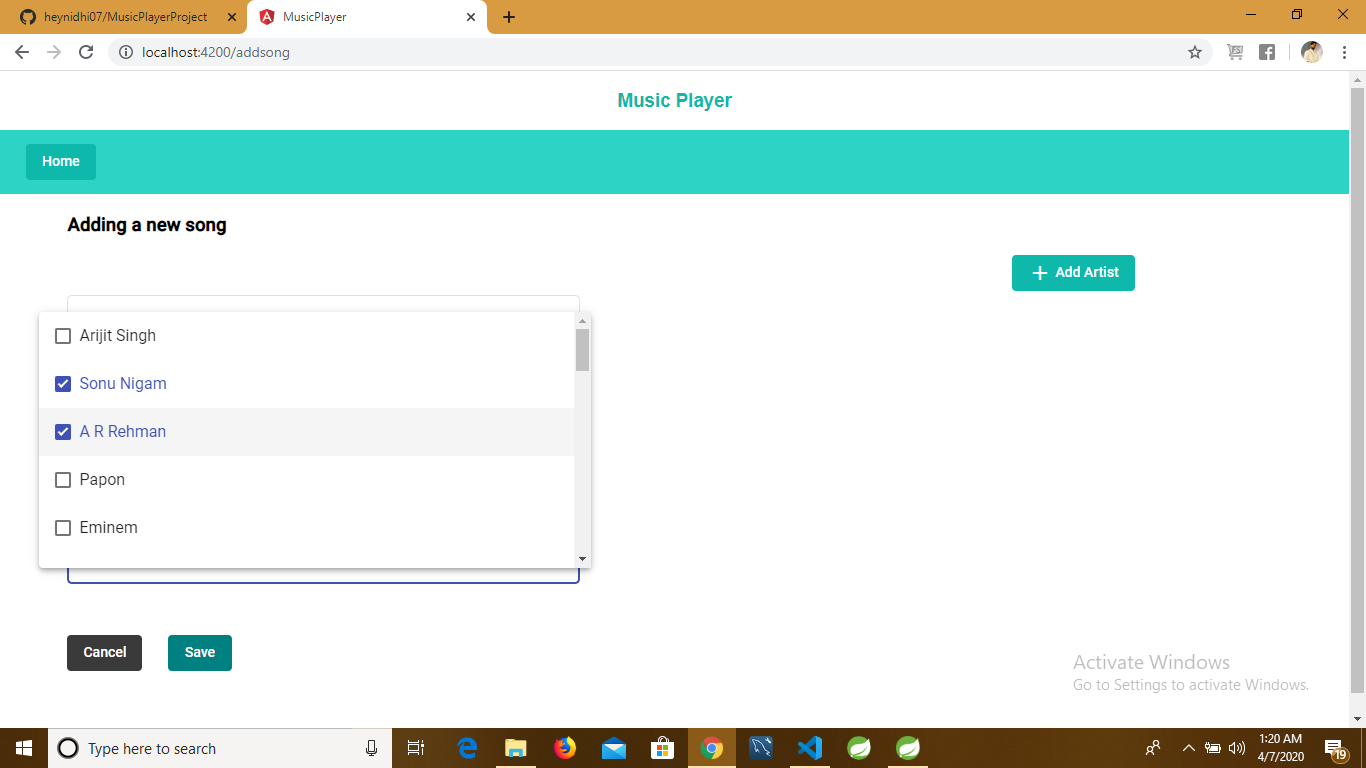 heynidhi07/MusicPlayerProject
MusicPlayer
localhost:4200/addsong
Music Player
Home
Adding a new song
Add Artist
Arijit Singh
Sonu Nigam
A R Rehman
Papon
Eminem
Cancel
Save
Activate Windows
Go to Settings to activate Windows.
Type here to search
1:20 AM
4/7/2020
19